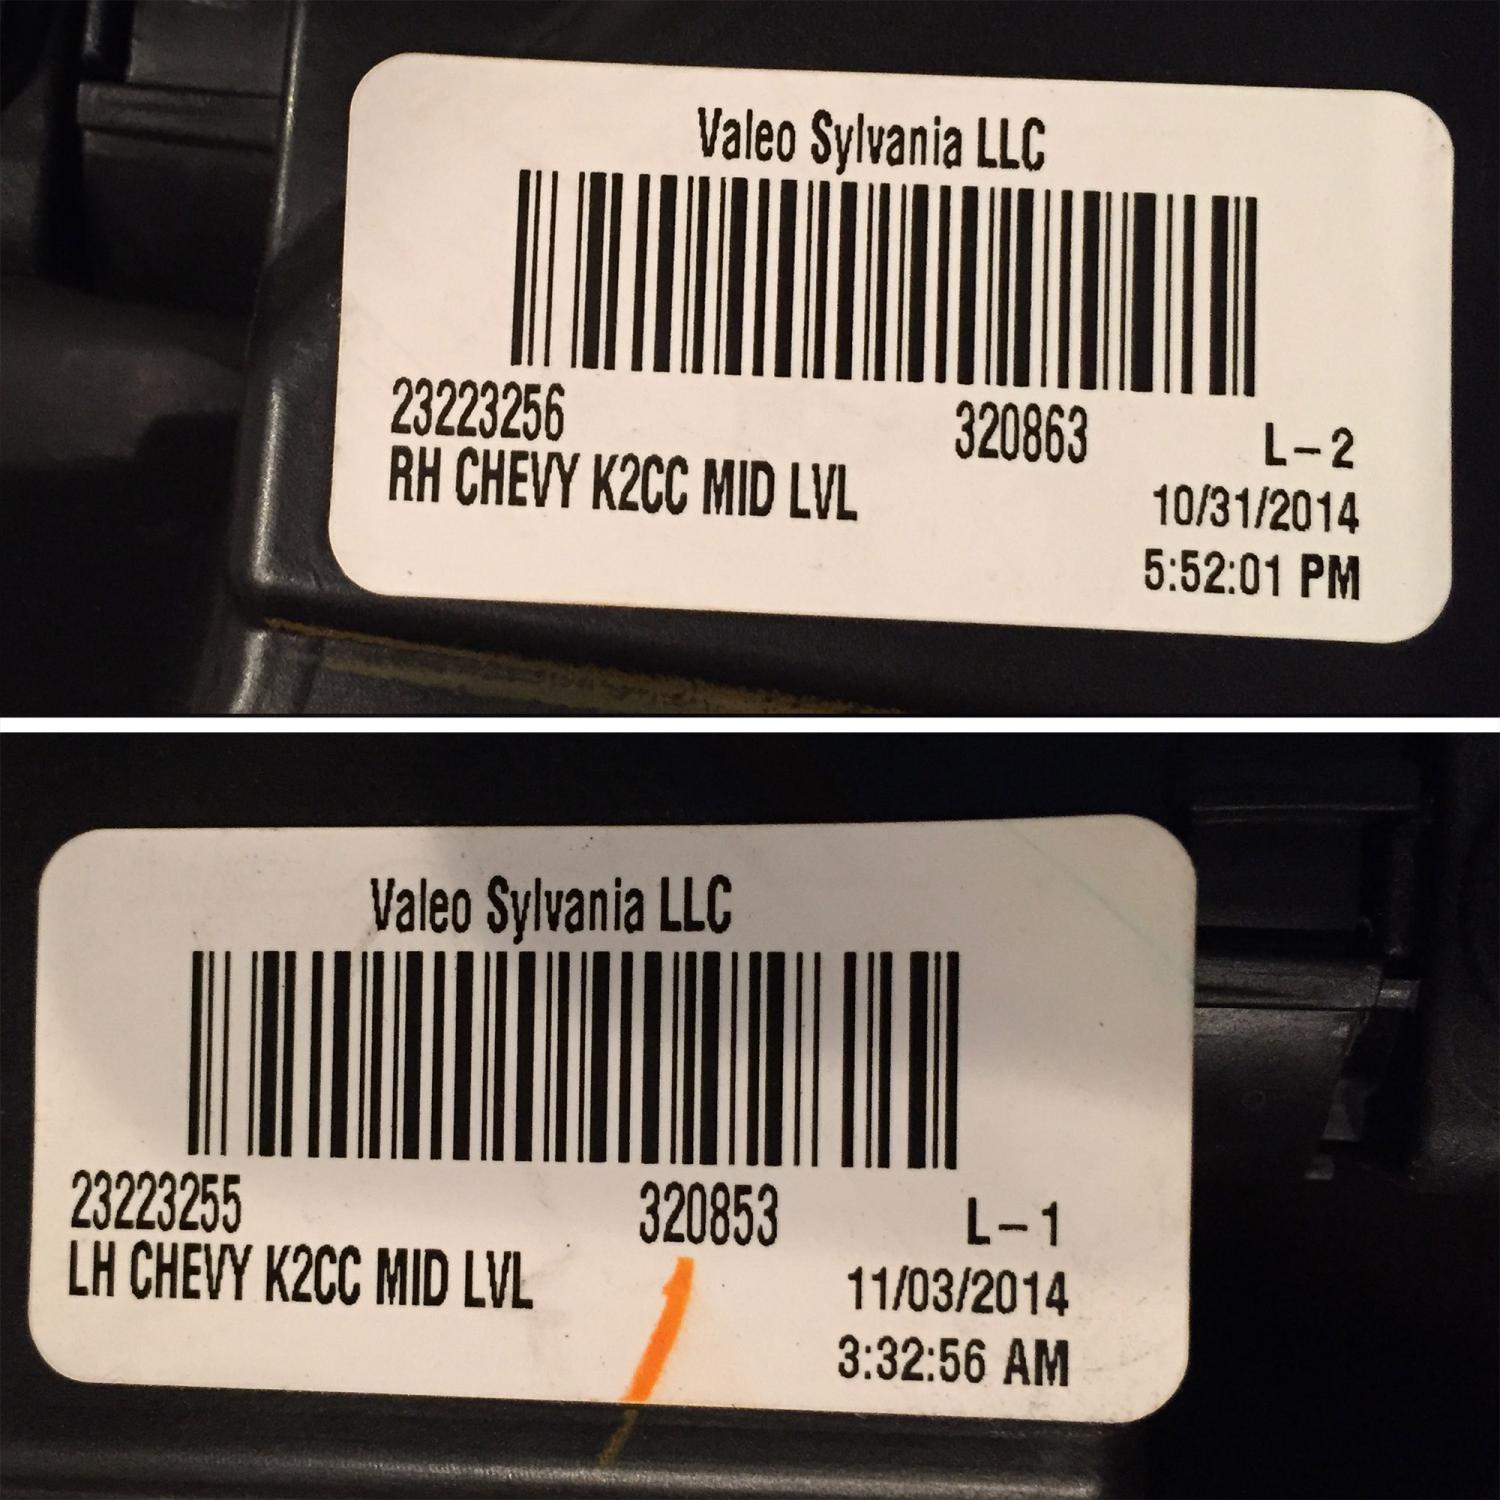 Valeo Sylvania LLC
23223256 320863 L-2
RH CHEVY K2CC MID LVL 10/31/2014
5:52:01 PM
Valeo Sylvania LLC
23223255 320853 L-1
LH CHEVY K2CC MID LVL 11/03/2014
3:32:56 AM